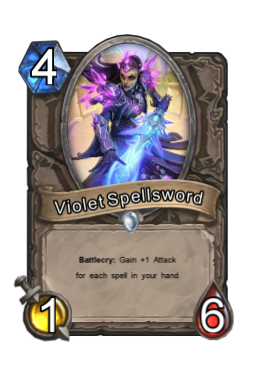 4
Violet Spellsword
Battlecry: Gain +1 Attack
for each spell in your hand
1
6